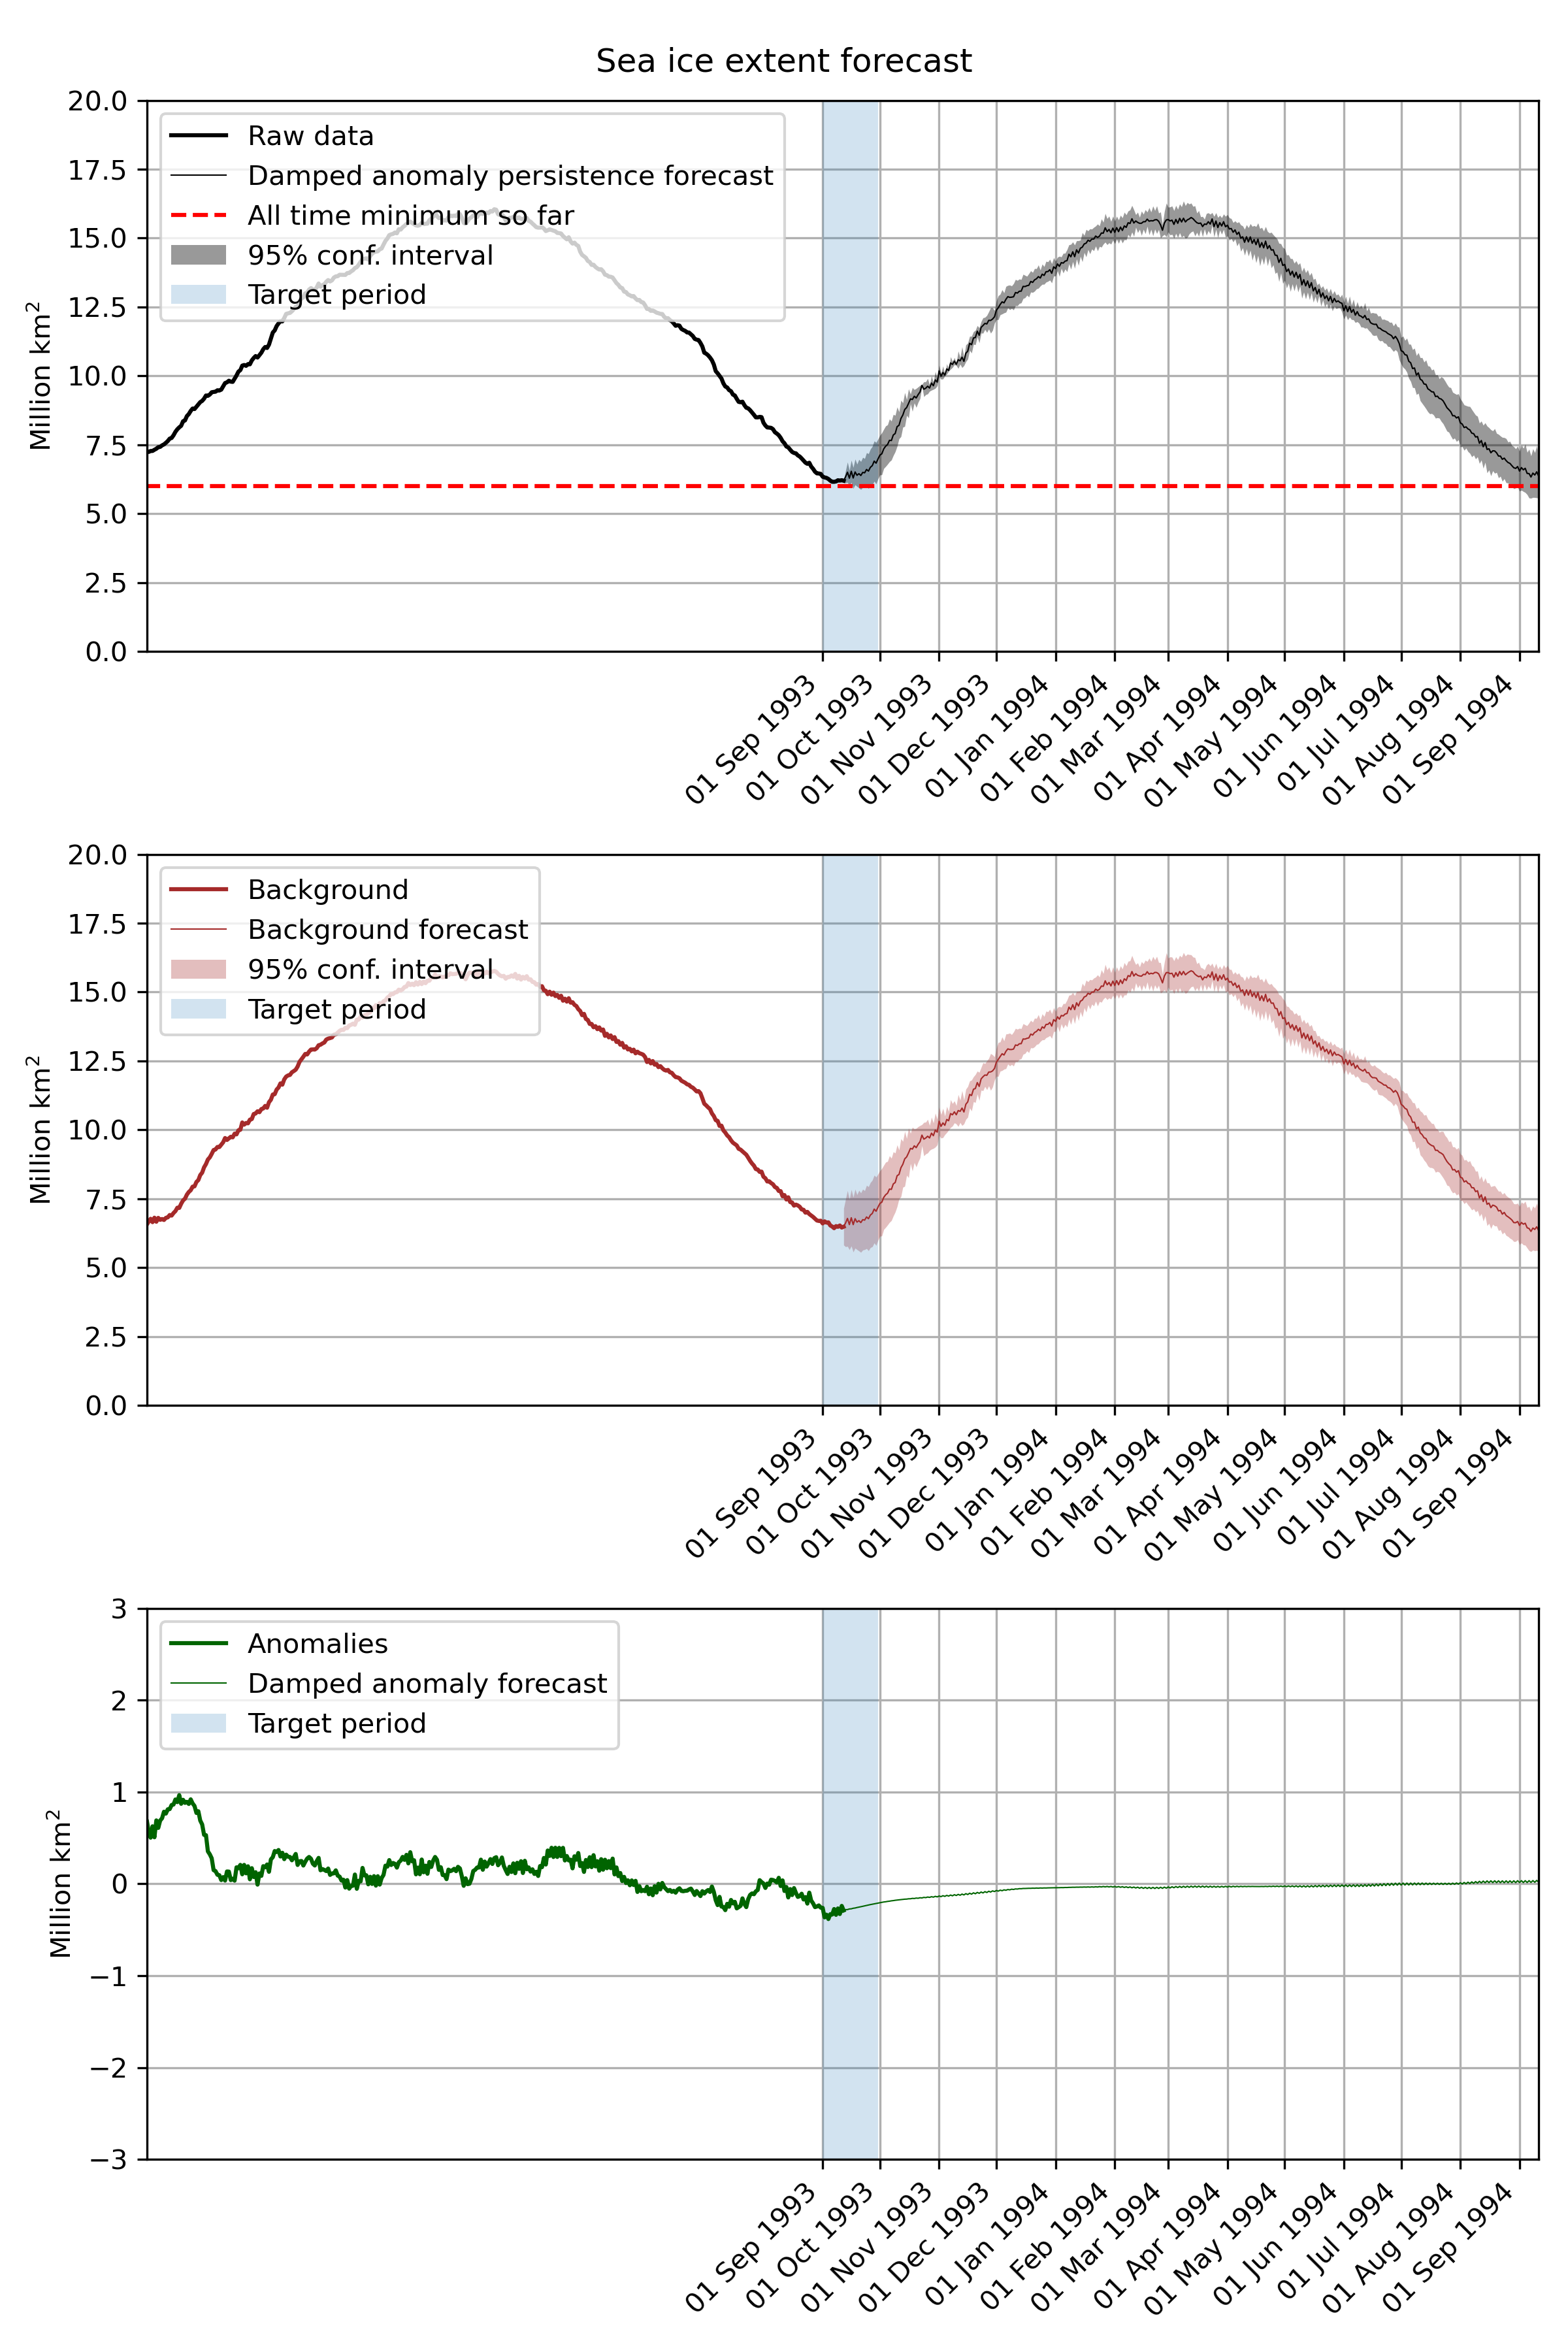 Sea ice extent forecast
20.0
17.5
15.0
12.5
10.0
7.5
5.0
2.5
0.0
Million km²
Raw data
Damped anomaly persistence forecast
All time minimum so far
95% conf. interval
Target period
01 Sep 1993
01 Oct 1993
01 Nov 1993
01 Dec 1993
01 Jan 1994
01 Feb 1994
01 Mar 1994
01 Apr 1994
01 May 1994
01 Jun 1994
01 Jul 1994
01 Aug 1994
01 Sep 1994
20.0
17.5
15.0
12.5
10.0
7.5
5.0
2.5
0.0
Million km²
Background
Background forecast
95% conf. interval
Target period
01 Sep 1993
01 Oct 1993
01 Nov 1993
01 Dec 1993
01 Jan 1994
01 Feb 1994
01 Mar 1994
01 Apr 1994
01 May 1994
01 Jun 1994
01 Jul 1994
01 Aug 1994
01 Sep 1994
3
2
1
0
−1
−2
−3
Million km²
Anomalies
Damped anomaly forecast
Target period
01 Sep 1993
01 Oct 1993
01 Nov 1993
01 Dec 1993
01 Jan 1994
01 Feb 1994
01 Mar 1994
01 Apr 1994
01 May 1994
01 Jun 1994
01 Jul 1994
01 Aug 1994
01 Sep 1994